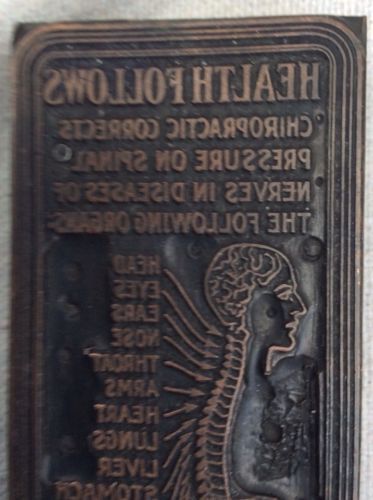 HEALTH FOLLOWS
"CHIROPRACTIC CORRECTS
PRESSURE ON SPINAL
NERVES IN DISEASES OF
THE FOLLOWING ORGANS:
HEAD
EYES
EARS
NOSE
THROAT
ARMS
HEART
LUNGS
LIVER
STOMACH